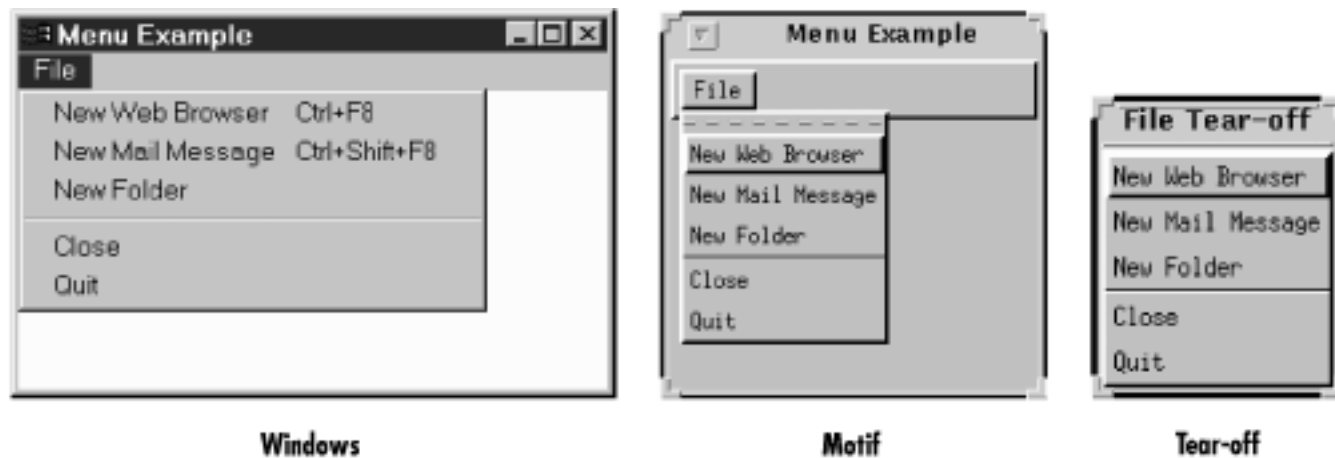 Menu Example
File
New Web Browser Ctrl+F8
New Mail Message Ctrl+Shift+F8
New Folder
Close
Quit
Windows
Menu Example
File
New Web Browser
New Mail Message
New Folder
Close
Quit
Motif
File Tear-off
New Web Browser
New Mail Message
New Folder
Close
Quit
Tear-off